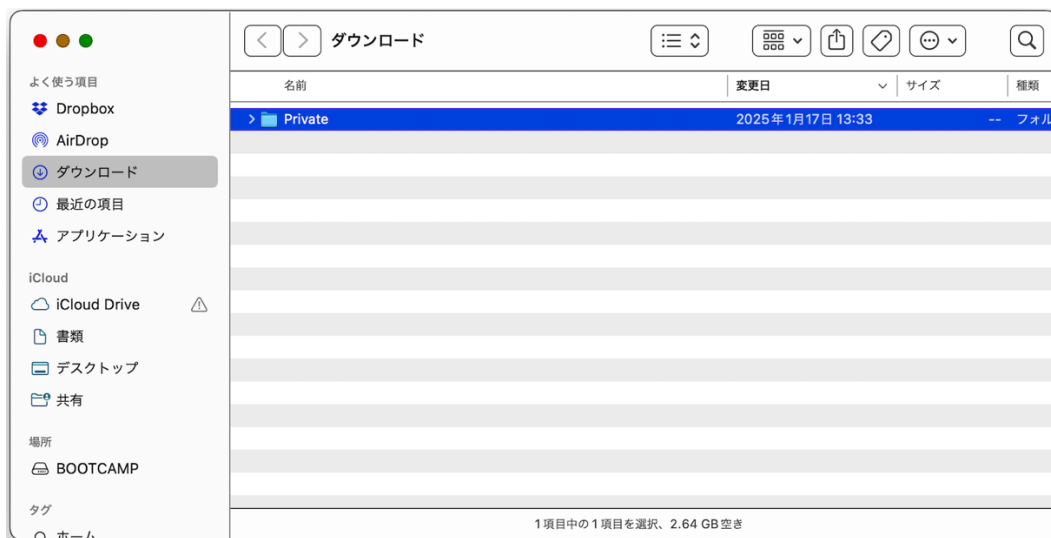 ダウンロード
よく使う項目
Dropbox
AirDrop
ダウンロード
最近の項目
アプリケーション
iCloud
iCloud Drive
書類
デスクトップ
共有
場所
BOOTCAMP
タグ
ホーム
名前 変更日 サイズ 種類
Private 2025年1月17日 13:33 -- フォル
1項目中の1項目を選択、2.64 GB空き